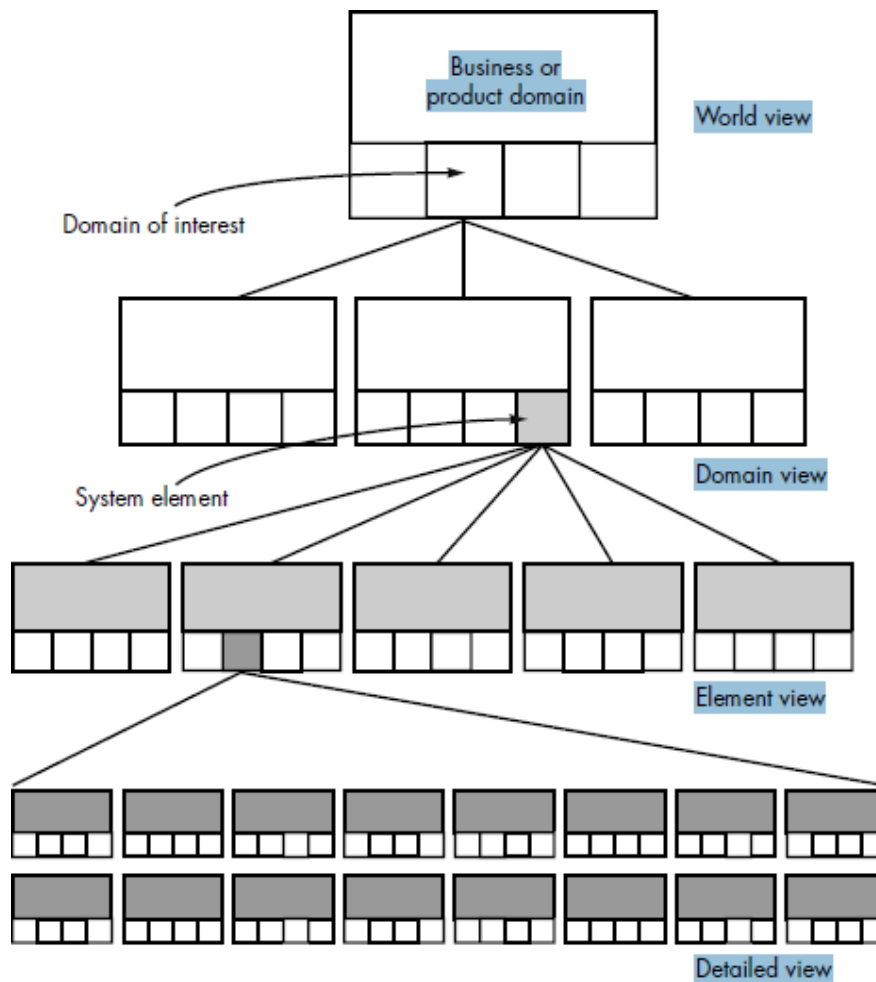 Business or
product domain
World view
Domain of interest
Domain view
System element
Element view
Detailed view